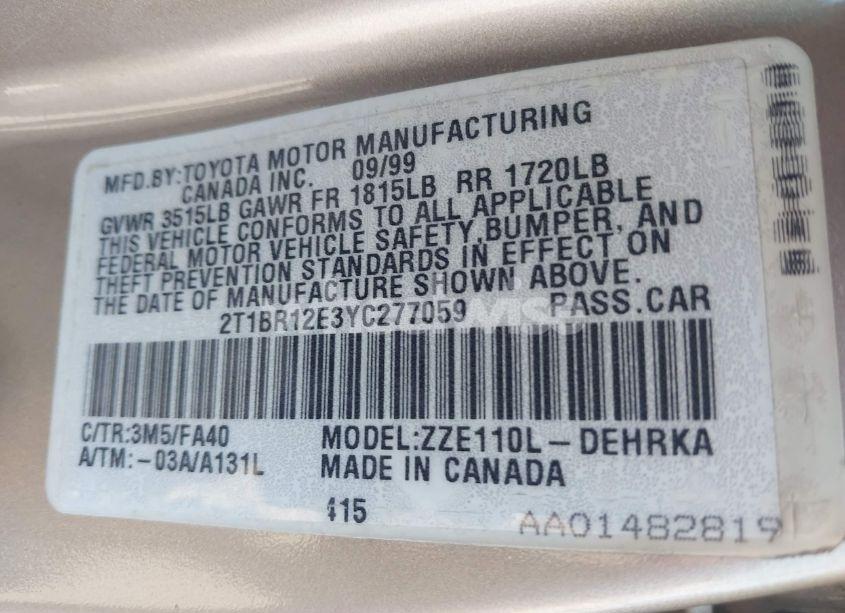 MFD.BY:TOYOTA MOTOR MANUFACTURING
CANADA INC. 09/99
GVWR 3515LB GAWR FR 1815LB RR 1720LB
THIS VEHICLE CONFORMS TO ALL APPLICABLE
FEDERAL MOTOR VEHICLE SAFETY,BUMPER, AND
THEFT PREVENTION STANDARDS IN EFFECT ON
THE DATE OF MANUFACTURE SHOWN ABOVE.
2T1BR12E3YC277059 PASS.CAR
C/TR:3M5/FA40 MODEL:ZZE110L-DEHRKA
A/TM:-03A/A131L MADE IN CANADA
415
AA01482819